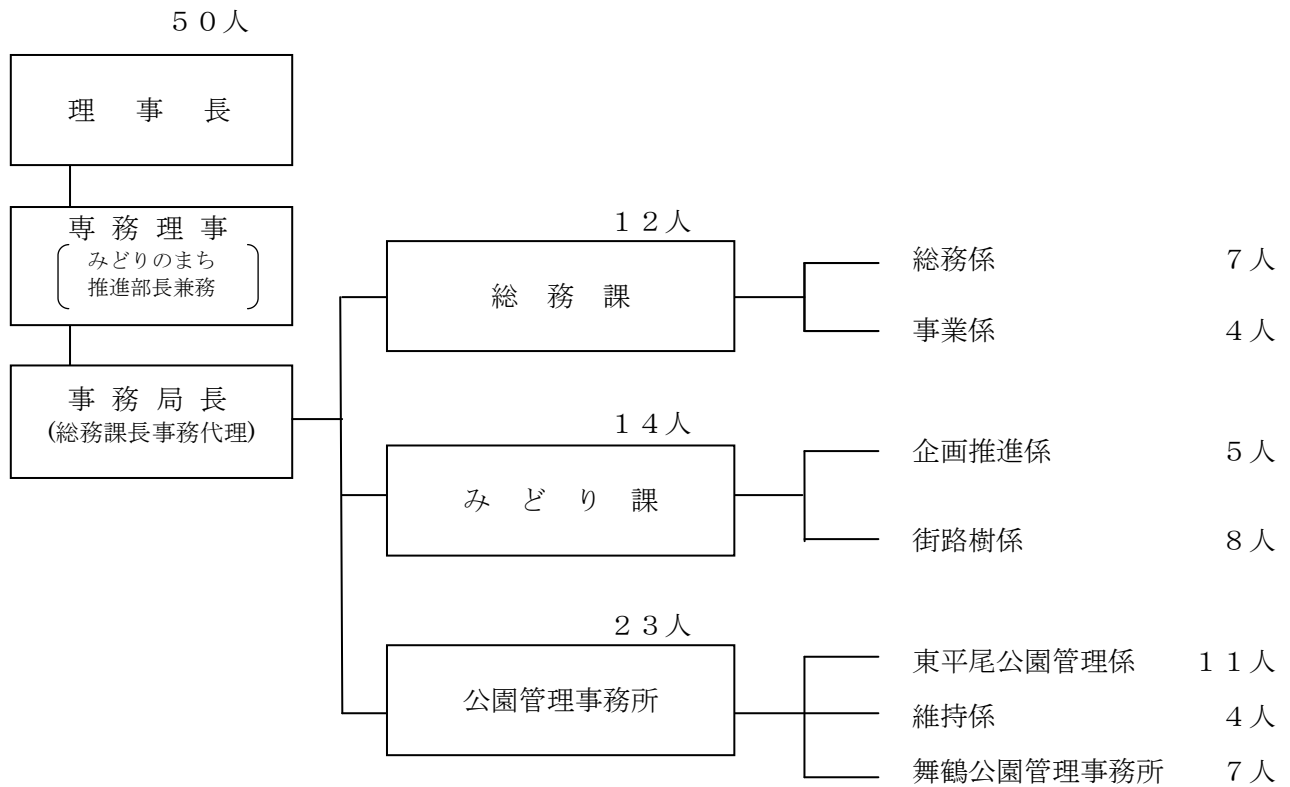 ５０人
理　事　長
専 務 理 事
みどりのまち
推進部長兼務
事 務 局 長
(総務課長事務代理)
１２人
総　務　課
総務係　７人
事業係　４人
１４人
み　ど　り　課
企画推進係　５人
街路樹係　８人
２３人
公園管理事務所
東平尾公園管理係　１１人
維持係　４人
舞鶴公園管理事務所　７人